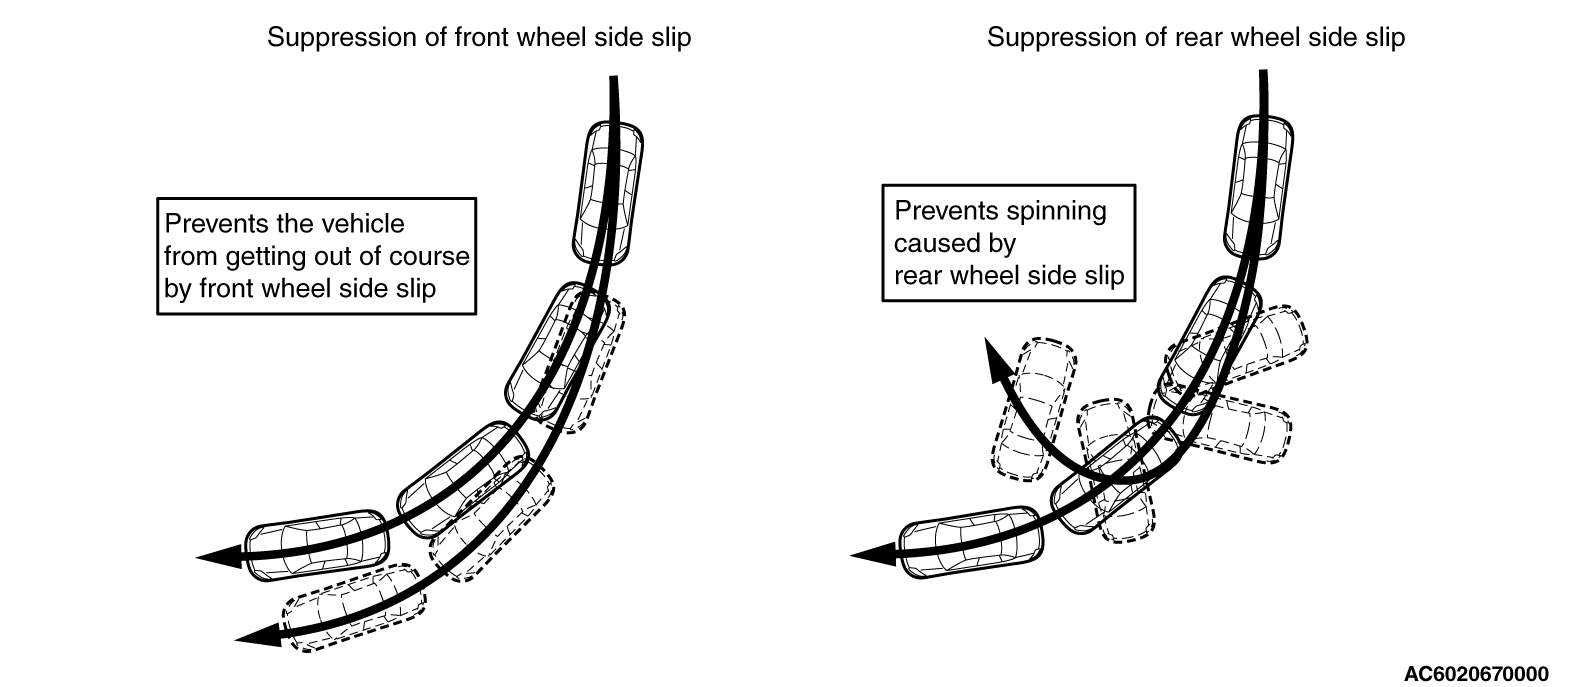 Suppression of front wheel side slip
Prevents the vehicle
from getting out of course
by front wheel side slip
Suppression of rear wheel side slip
Prevents spinning
caused by
rear wheel side slip
AC6020670000